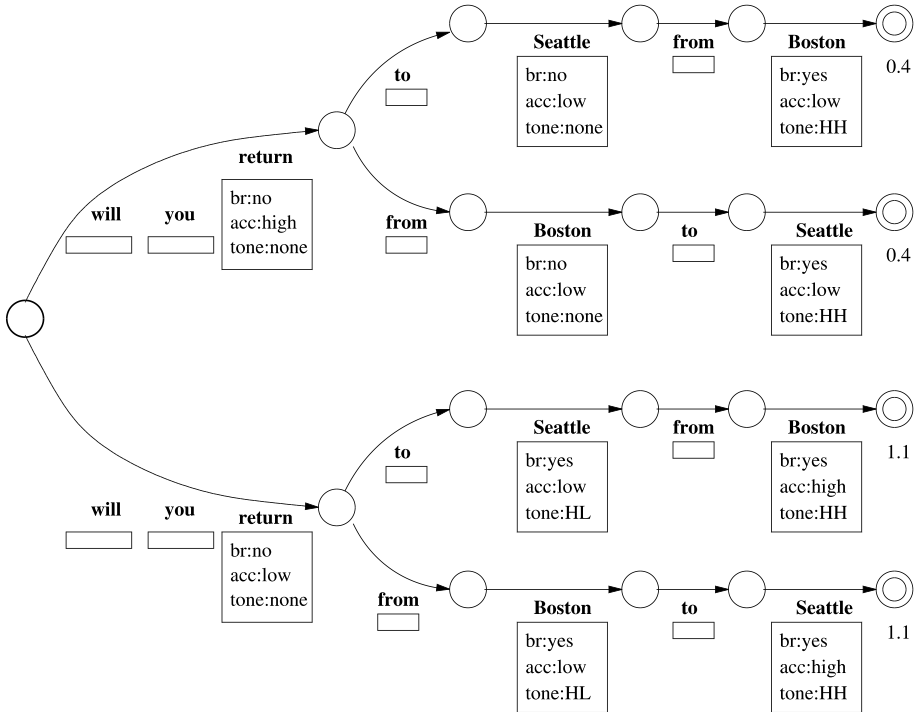 to
Seattle
br:no
acc:low
tone:none
from
Boston
br:yes
acc:low
tone:HH
0.4
will
you
return
br:no
acc:high
tone:none
from
Boston
br:no
acc:low
tone:none
to
Seattle
br:yes
acc:low
tone:HH
0.4
to
Seattle
br:yes
acc:low
tone:HL
from
Boston
br:yes
acc:high
tone:HH
1.1
will
you
return
br:no
acc:low
tone:none
from
Boston
br:yes
acc:low
tone:HL
to
Seattle
br:yes
acc:high
tone:HH
1.1